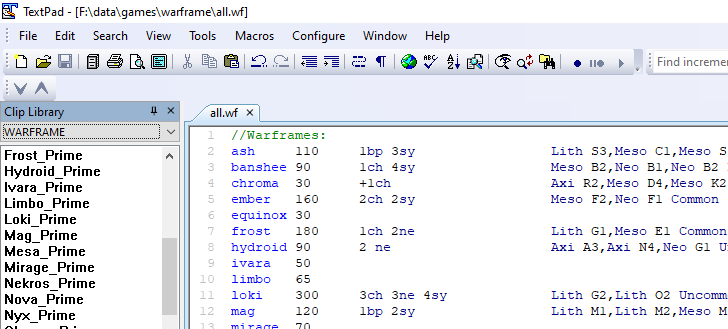 TextPad - [F:\data\games\warframe\all.wf]
File Edit Search View Tools Macros Configure Window Help
Find increme
Clip Library
WARFRAME
Frost_Prime
Hydroid_Prime
Ivara_Prime
Limbo_Prime
Loki_Prime
Mag_Prime
Mesa_Prime
Mirage_Prime
Nekros_Prime
Nova_Prime
Nyx_Prime
all.wf
1 //Warframes:
2 ash 110 1bp 3sy Lith S3,Meso C1,Meso S
3 banshee 90 1ch 4sy Meso B2,Neo B1,Neo B2
4 chroma 30 +1ch Axi R2,Meso D4,Meso K2
5 ember 160 2ch 2sy Meso F2,Neo F1 Common
6 equinox 30
7 frost 180 1ch 2ne Lith G1,Meso E1 Common
8 hydroid 90 2 ne Axi A3,Axi N4,Neo G1 U
9 ivara 50
10 limbo 65
11 loki 300 3ch 3ne 4sy Lith G2,Lith O2 Uncomm
12 mag 120 1bp 2sy Lith M1,Lith M2,Meso M
13 mirage 70